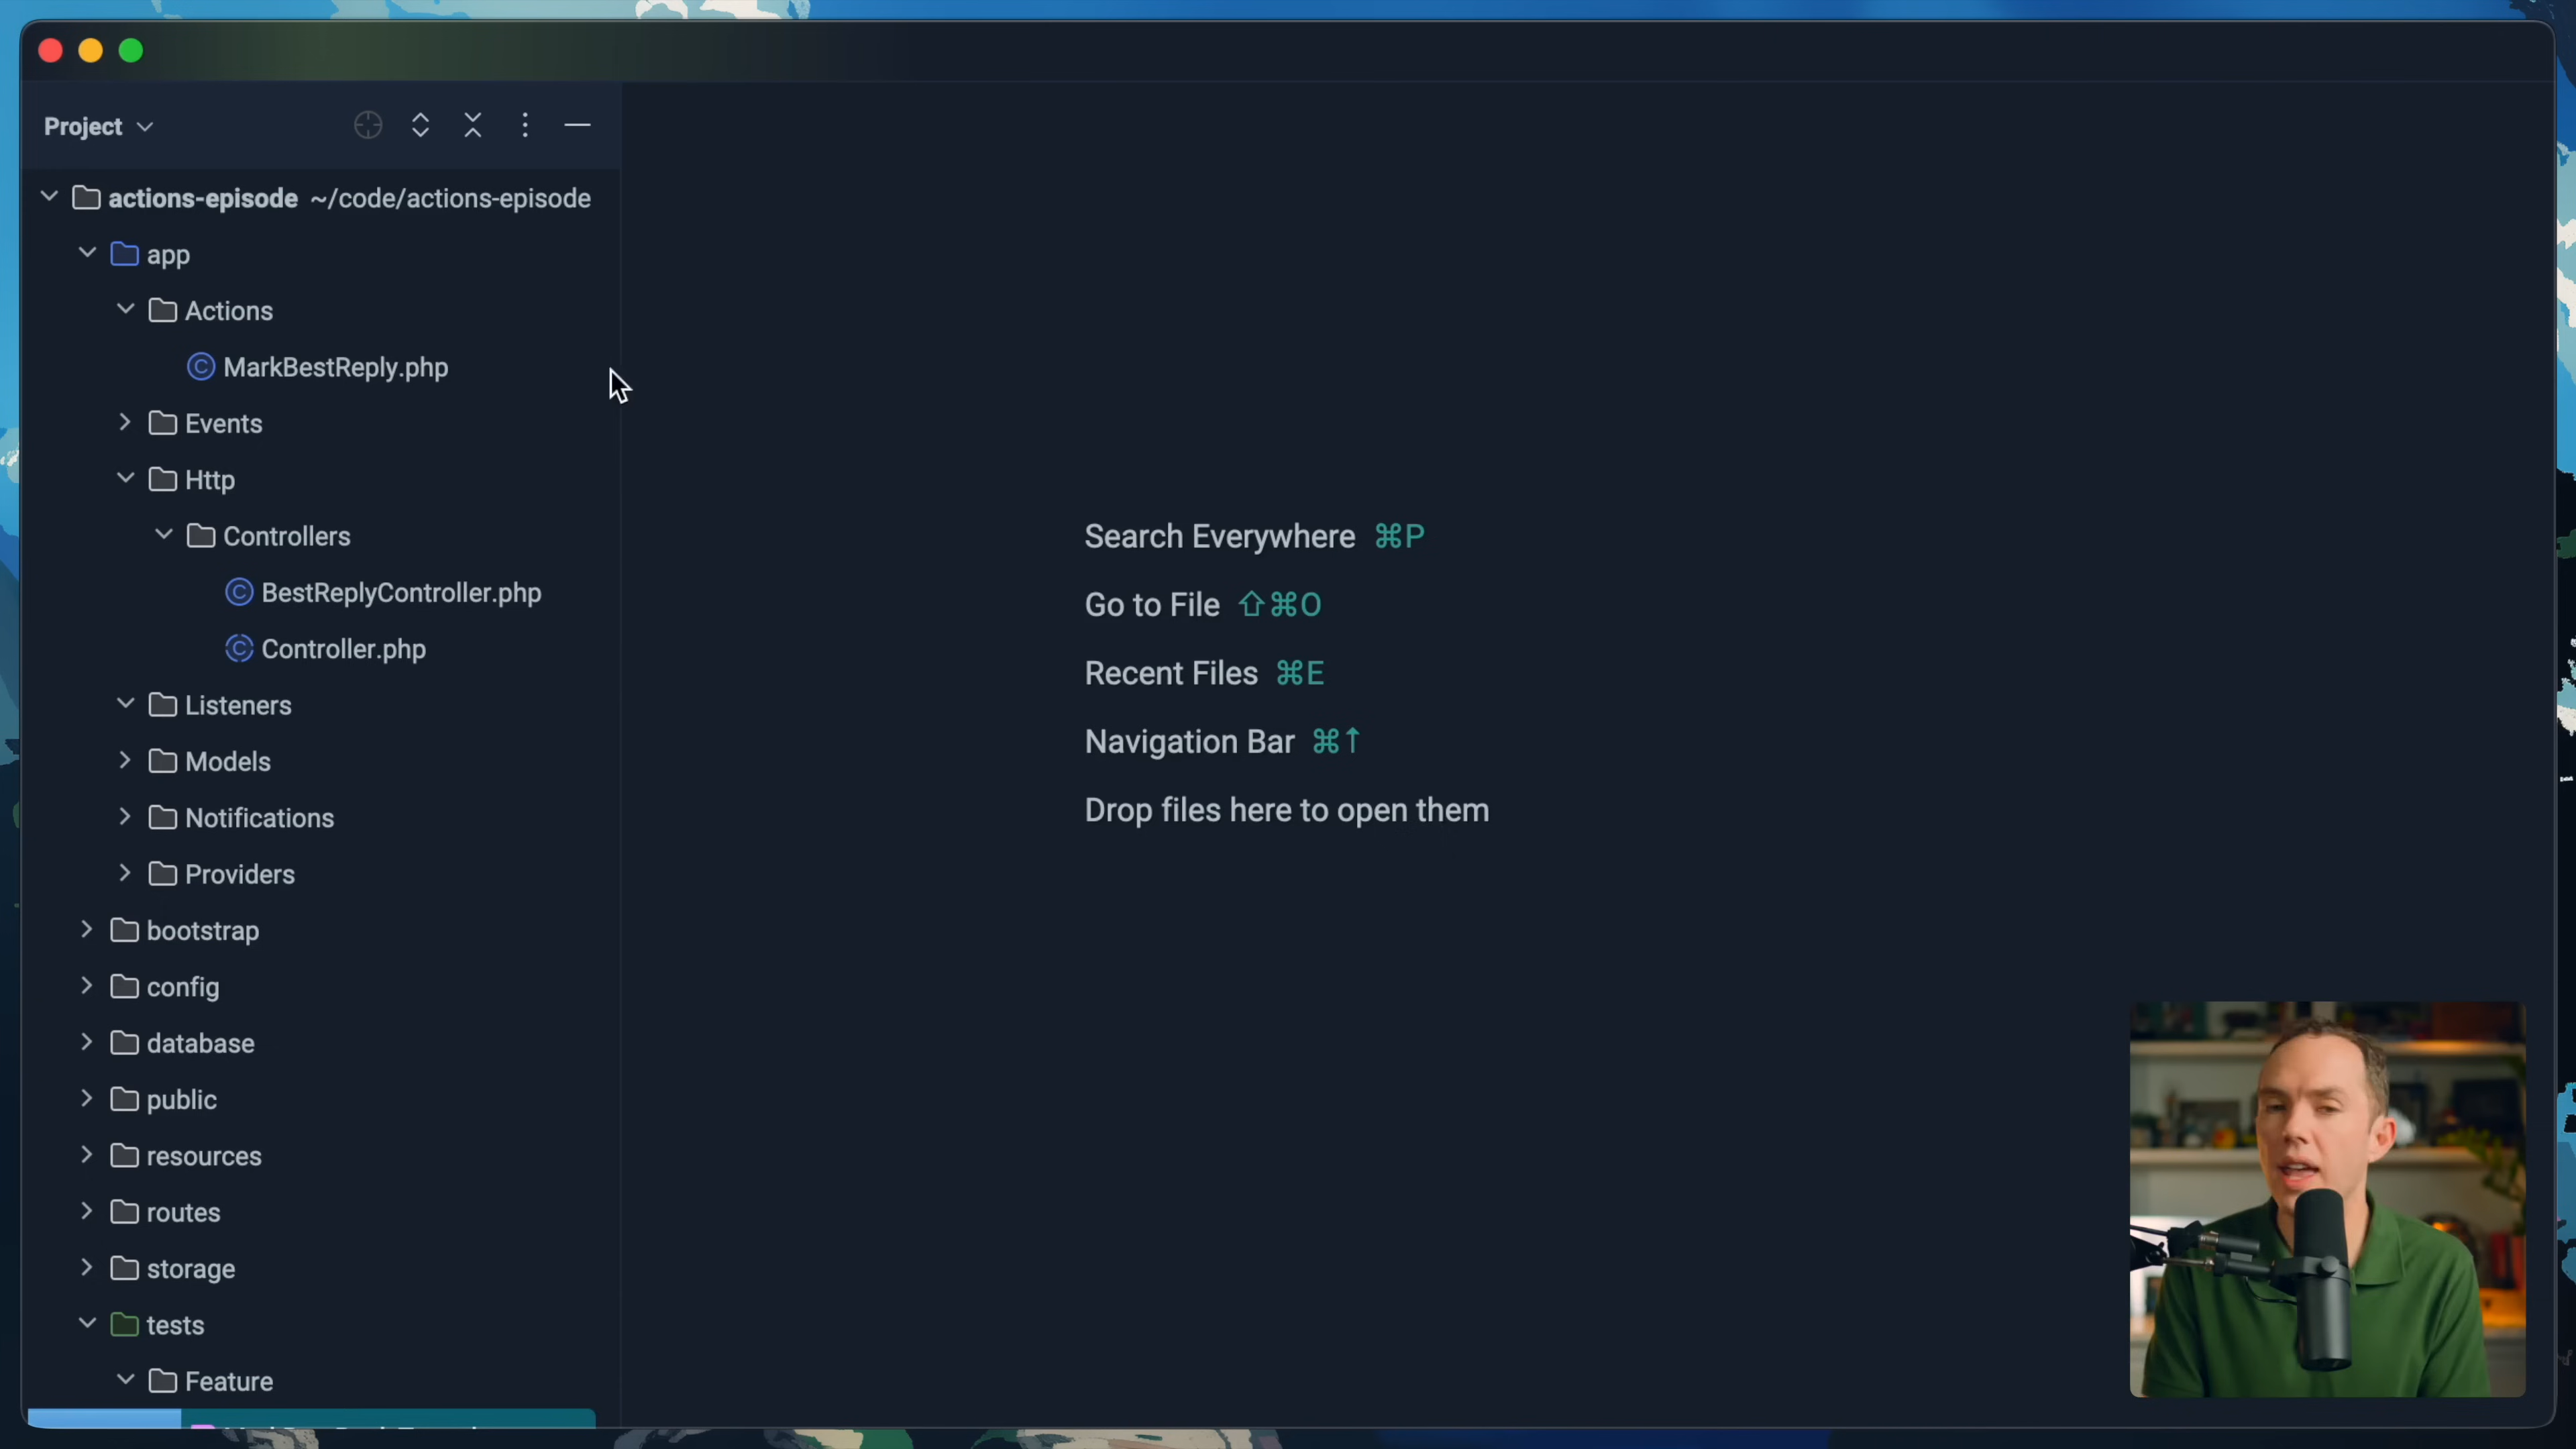 Project
actions-episode ~/code/actions-episode
app
Actions
MarkBestReply.php
Events
Http
Controllers
BestReplyController.php
Controller.php
Listeners
Models
Notifications
Providers
bootstrap
config
database
public
resources
routes
storage
tests
Feature
Search Everywhere ⌘P
Go to File ⇧⌘O
Recent Files ⌘E
Navigation Bar ⌘↑
Drop files here to open them